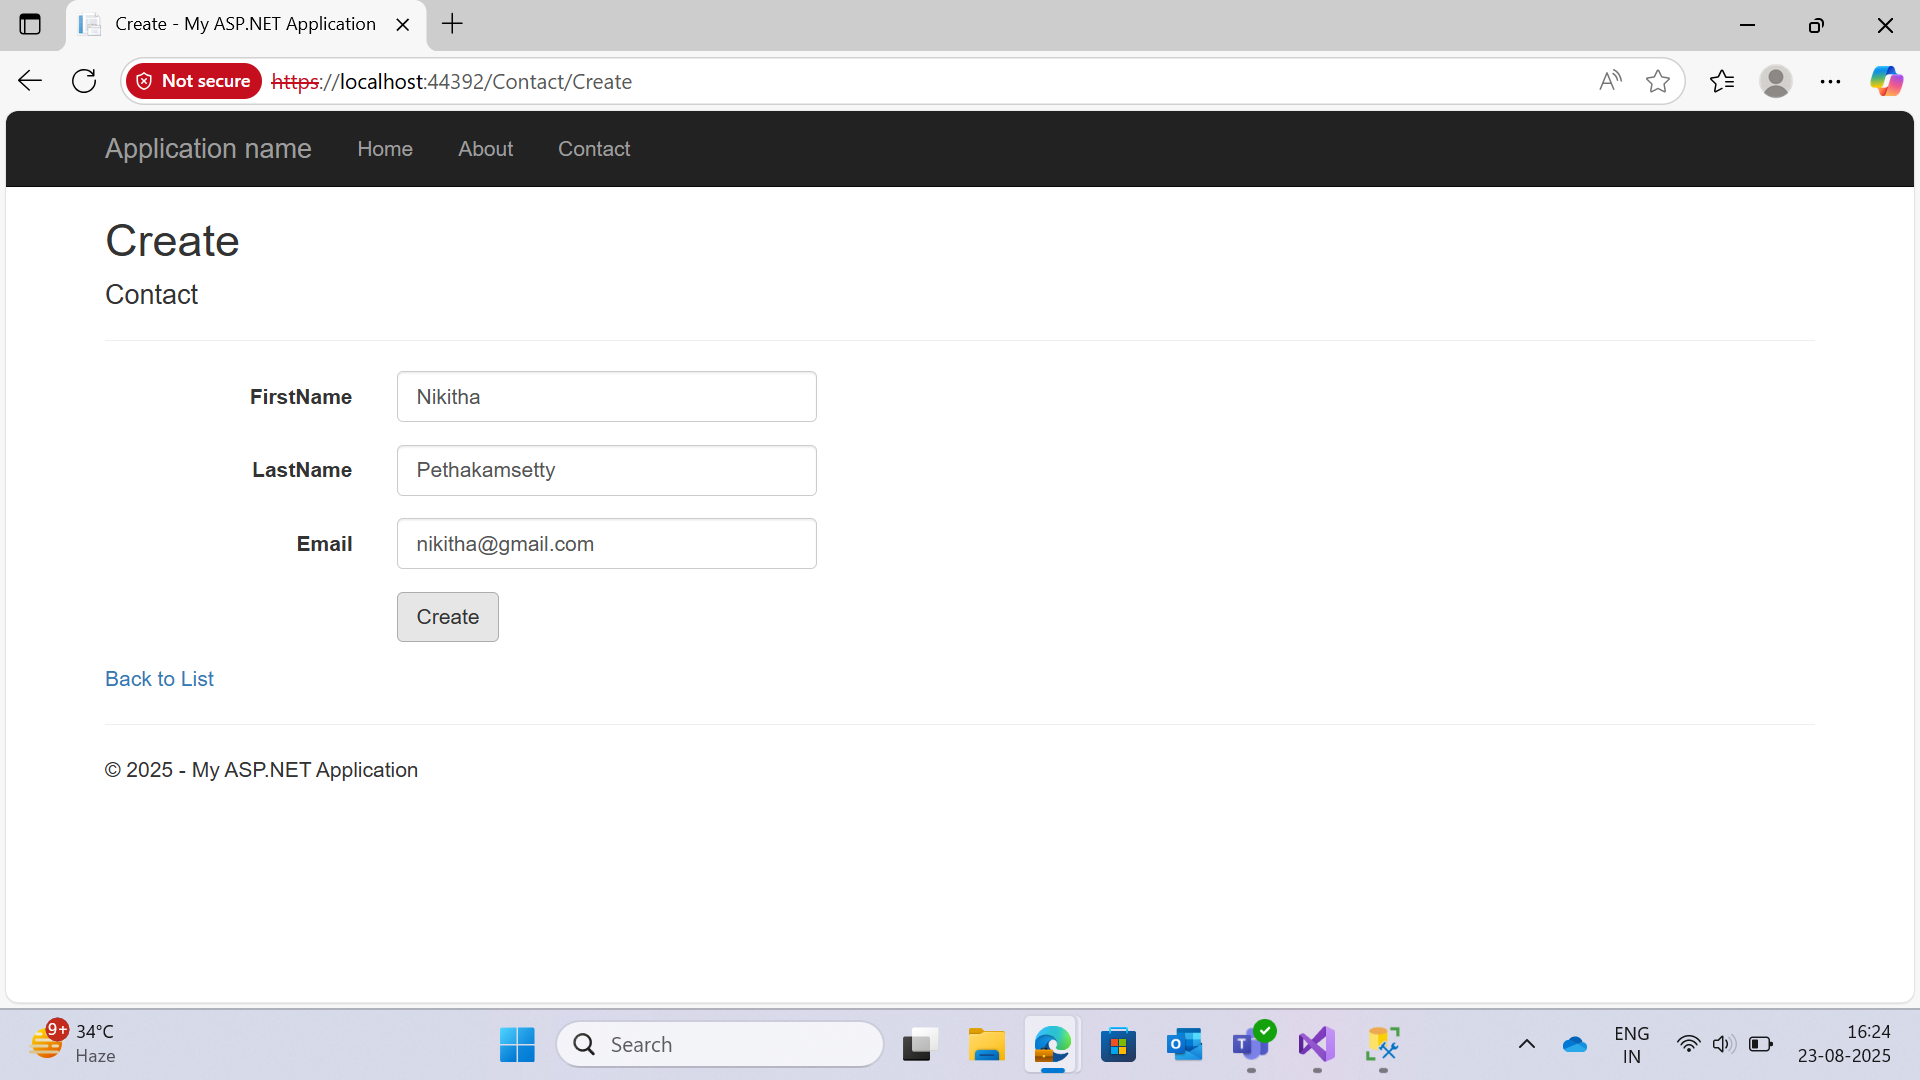 Create - My ASP.NET Application
Not secure https://localhost:44392/Contact/Create
Application name Home About Contact
Create
Contact
FirstName Nikitha
LastName Pethakamsetty
Email nikitha@gmail.com
Create
Back to List
© 2025 - My ASP.NET Application
9+ 34°C
Haze
Search
ENG
IN
16:24
23-08-2025